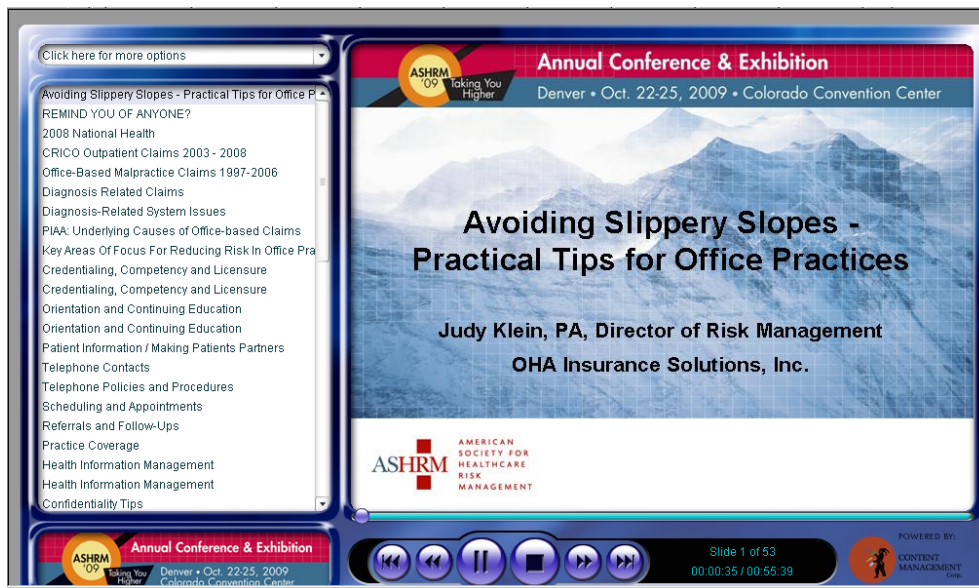 Click here for more options
Avoiding Slippery Slopes - Practical Tips for Office P
REMIND YOU OF ANYONE?
2008 National Health
CRICO Outpatient Claims 2003 - 2008
Office-Based Malpractice Claims 1997-2006
Diagnosis Related Claims
Diagnosis-Related System Issues
PIAA: Underlying Causes of Office-based Claims
Key Areas Of Focus For Reducing Risk In Office Pra
Credentialing, Competency and Licensure
Credentialing, Competency and Licensure
Orientation and Continuing Education
Orientation and Continuing Education
Patient Information / Making Patients Partners
Telephone Contacts
Telephone Policies and Procedures
Scheduling and Appointments
Referrals and Follow-Ups
Practice Coverage
Health Information Management
Health Information Management
Confidentiality Tips
ASHRM
'09
Taking You
Higher
Annual Conference & Exhibition
Denver • Oct. 22-25, 2009 • Colorado Convention Center
Avoiding Slippery Slopes -
Practical Tips for Office Practices
Judy Klein, PA, Director of Risk Management
OHA Insurance Solutions, Inc.
ASHRM
AMERICAN
SOCIETY FOR
HEALTHCARE
RISK
MANAGEMENT
ASHRM
'09
Taking You
Higher
Annual Conference & Exhibition
Denver • Oct. 22-25, 2009
Colorado Convention Center
Slide 1 of 53
00:00:35 / 00:55:39
POWERED BY:
CONTENT
MANAGEMENT
Corp.